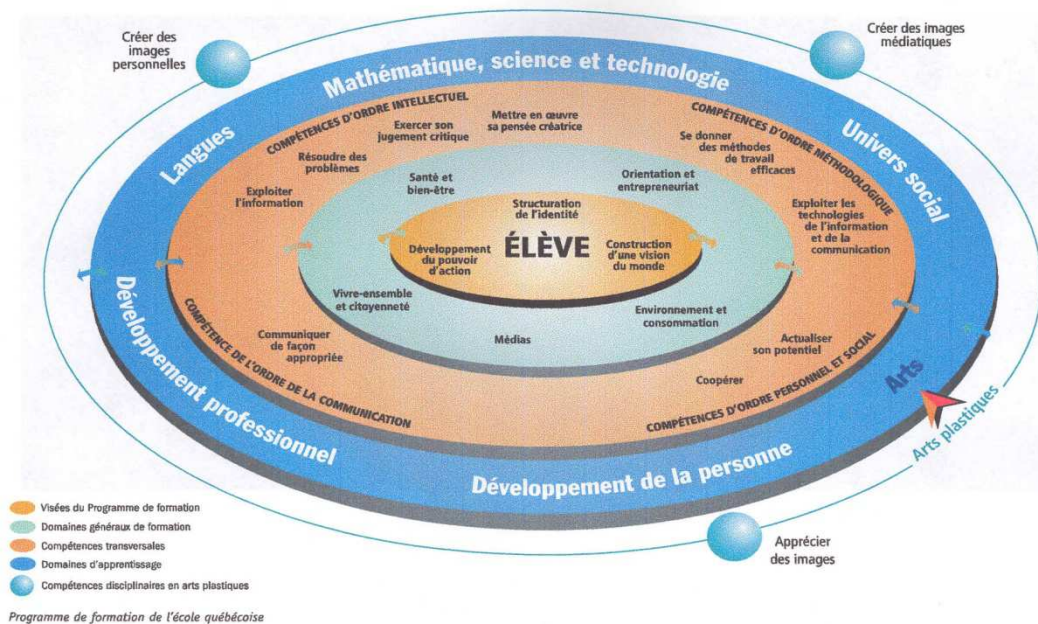 Créer des
images
personnelles
Créer des images
médiatiques
Mathématique, science et technologie
Langues
Univers social
COMPÉTENCES D'ORDRE INTELLECTUEL
COMPÉTENCES D'ORDRE MÉTHODOLOGIQUE
Mettre en œuvre
sa pensée créatrice
Exercer son
jugement critique
Se donner
des méthodes
de travail
efficaces
Résoudre des
problèmes
Exploiter
l'information
Santé et
bien-être
Orientation et
entrepreneuriat
Exploiter les
technologies
de l'information
et de la
communication
Structuration
de l'identité
ÉLÈVE
Développement
du pouvoir
d'action
Construction
d'une vision
du monde
Vivre-ensemble
et citoyenneté
Environnement et
consommation
Médias
Communiquer
de façon
appropriée
Actualiser
son potentiel
Coopérer
COMPÉTENCE DE L'ORDRE DE LA COMMUNICATION
COMPÉTENCES D'ORDRE PERSONNEL ET SOCIAL
Arts
Arts plastiques
Développement professionnel
Développement de la personne
Apprécier
des images
Visées du Programme de formation
Domaines généraux de formation
Compétences transversales
Domaines d'apprentissage
Compétences disciplinaires en arts plastiques
Programme de formation de l'école québécoise